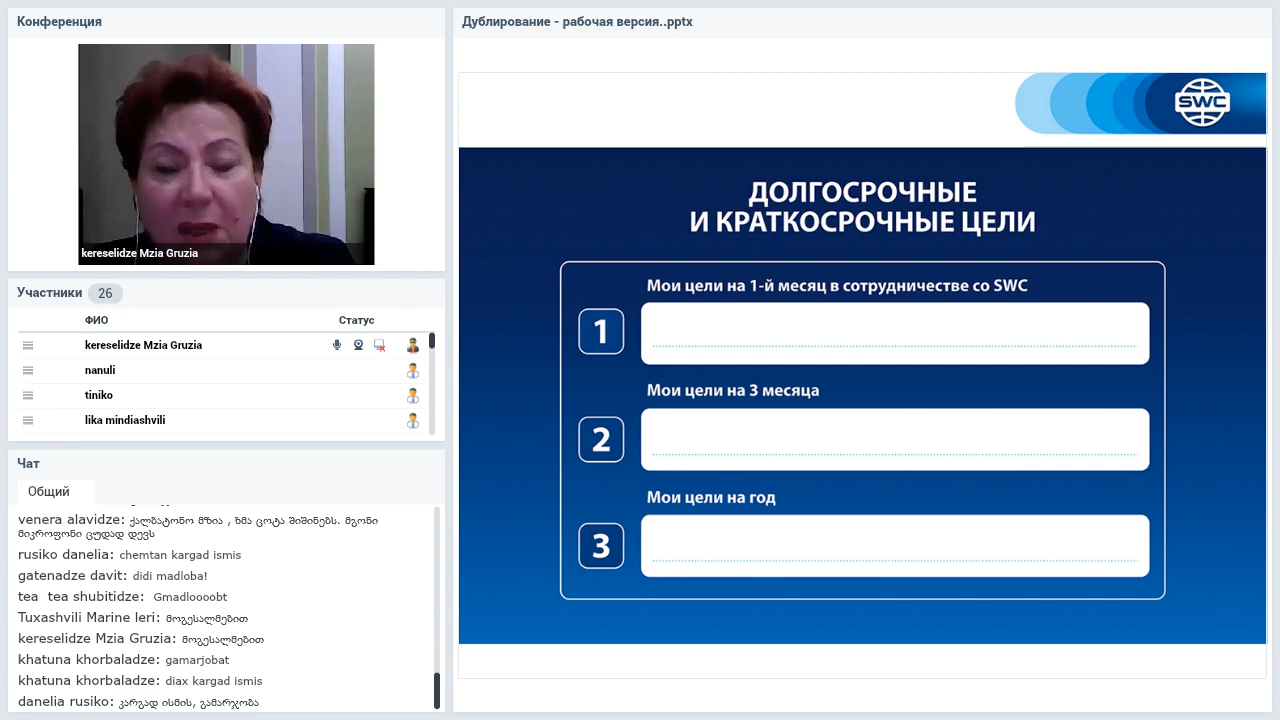 Конференция
kereselidze Mzia Gruzia
Участники 26
ФИО Статус
kereselidze Mzia Gruzia
nanuli
tiniko
lika mindiashvili
Чат
Общий
venera alavidze: ქალბატონო მზია , ხმა ცოტა შიშინებს. მგონი
მიკროფონი ცუდად დევს
rusiko danelia: chemtan kargad ismis
gatenadze davit: didi madloba!
tea tea shubitidze: Gmadloooobt
Tuxashvili Marine leri: მოგესალმებით
kereselidze Mzia Gruzia: მოგესალმებით
khatuna khorbaladze: gamarjobat
khatuna khorbaladze: diax kargad ismis
danelia rusiko: კარგად ისმის, გამარჯობა
Дублирование - рабочая версия..pptx
SWC
ДОЛГОСРОЧНЫЕ
И КРАТКОСРОЧНЫЕ ЦЕЛИ
Мои цели на 1-й месяц в сотрудничестве со SWC
1
Мои цели на 3 месяца
2
Мои цели на год
3